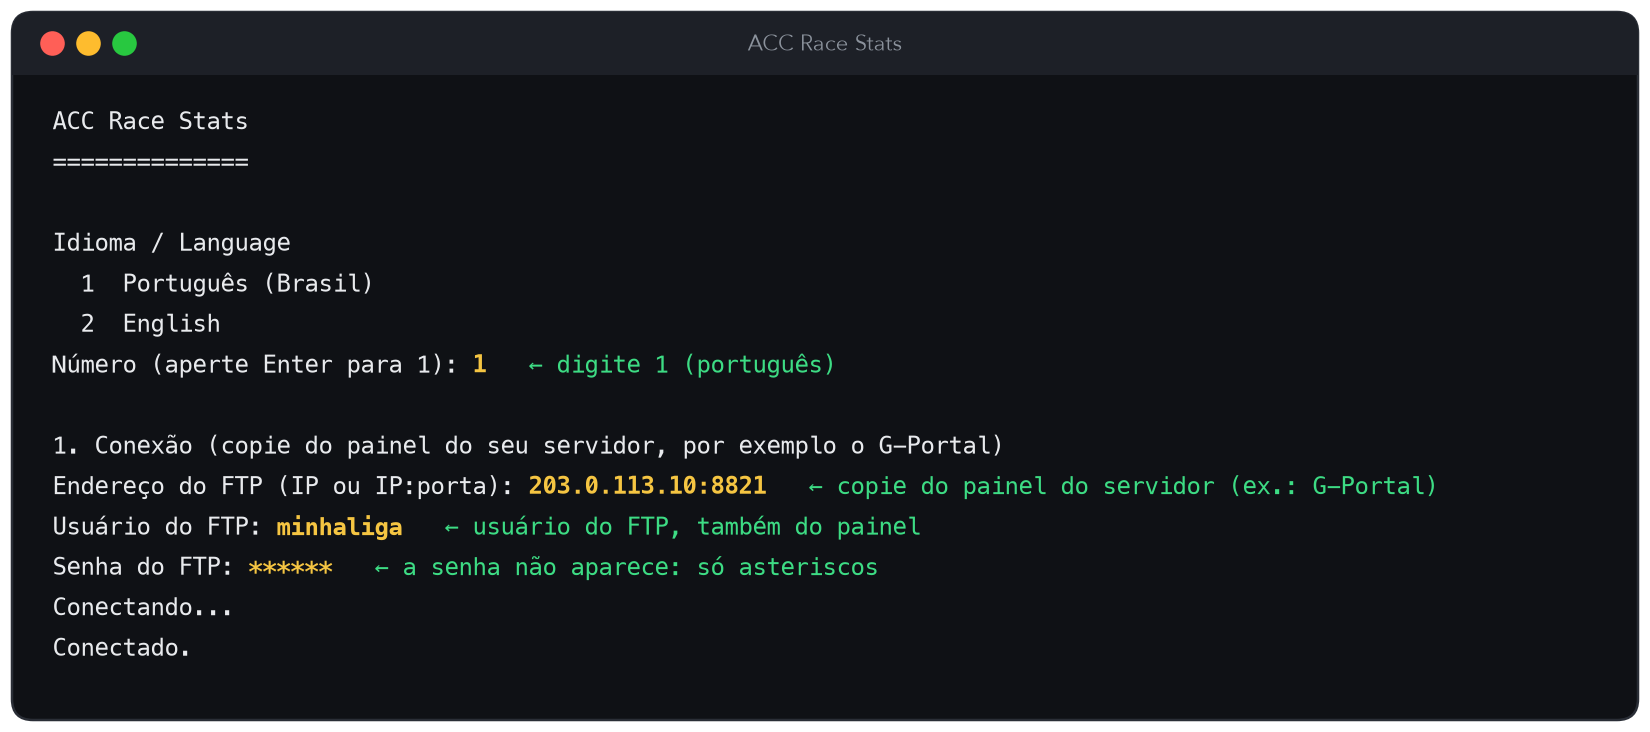 ACC Race Stats
ACC Race Stats
==============
Idioma / Language
1  Português (Brasil)
2  English
Número (aperte Enter para 1): 1   ← digite 1 (português)
1. Conexão (copie do painel do seu servidor, por exemplo o G-Portal)
Endereço do FTP (IP ou IP:porta): 203.0.113.10:8821   ← copie do painel do servidor (ex.: G-Portal)
Usuário do FTP: minhaliga   ← usuário do FTP, também do painel
Senha do FTP: ******   ← a senha não aparece: só asteriscos
Conectando...
Conectado.